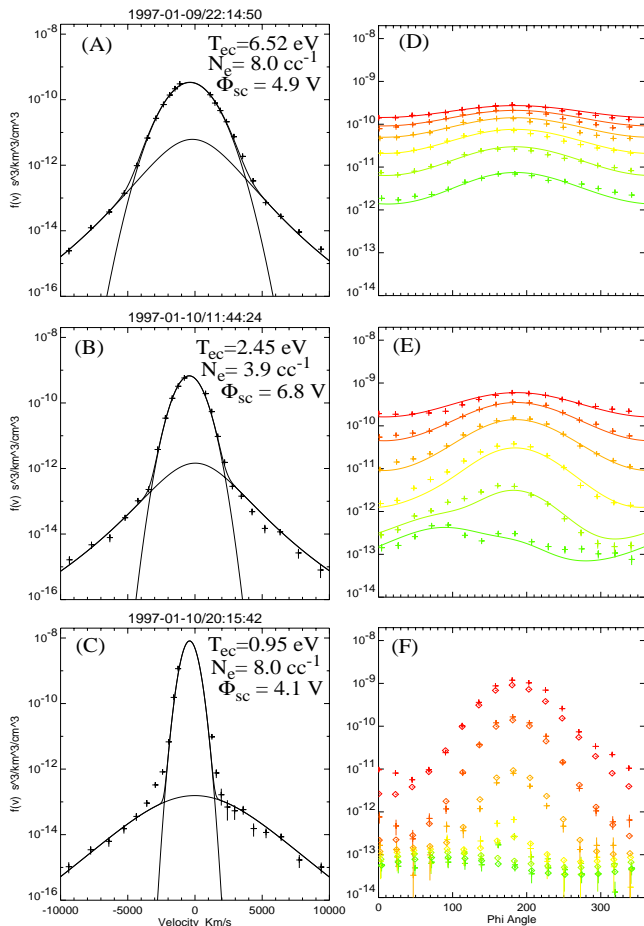 1997-01-09/22:14:50
(A)
T_ec=6.52 eV
N_e= 8.0 cc^-1
Φ_sc= 4.9 V
10^-8
10^-10
10^-12
10^-14
10^-16
f(v) s^3/km^3/cm^3
(D)
10^-8
10^-9
10^-10
10^-11
10^-12
10^-13
10^-14
1997-01-10/11:44:24
(B)
T_ec=2.45 eV
N_e= 3.9 cc^-1
Φ_sc = 6.8 V
10^-8
10^-10
10^-12
10^-14
10^-16
f(v) s^3/km^3/cm^3
(E)
10^-8
10^-9
10^-10
10^-11
10^-12
10^-13
10^-14
1997-01-10/20:15:42
(C)
T_ec=0.95 eV
N_e= 8.0 cc^-1
Φ_sc = 4.1 V
10^-8
10^-10
10^-12
10^-14
10^-16
f(v) s^3/km^3/cm^3
-10000 -5000 0 5000 10000
Velocity Km/s
(F)
10^-8
10^-9
10^-10
10^-11
10^-12
10^-13
10^-14
0 100 200 300
Phi Angle